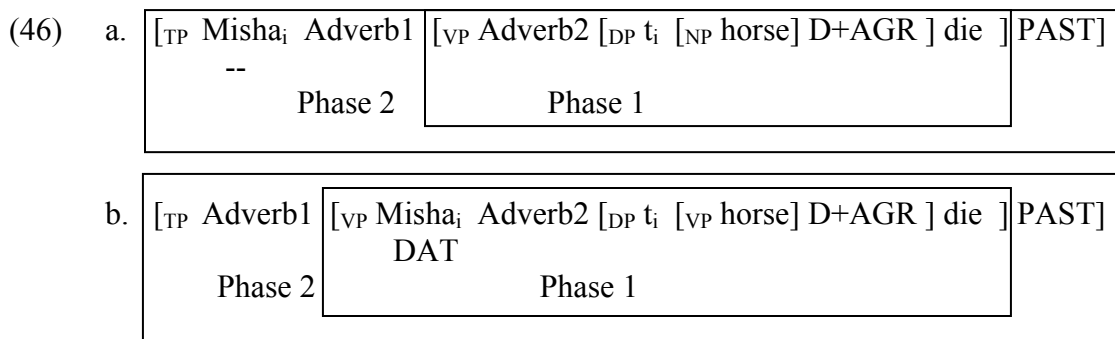 (46) a. [TP Mishaᵢ Adverb1 [VP Adverb2 [DP tᵢ [NP horse] D+AGR ] die ] PAST]
--
Phase 2 Phase 1
b. [TP Adverb1 [VP Mishaᵢ Adverb2 [DP tᵢ [VP horse] D+AGR ] die ] PAST]
DAT
Phase 2 Phase 1